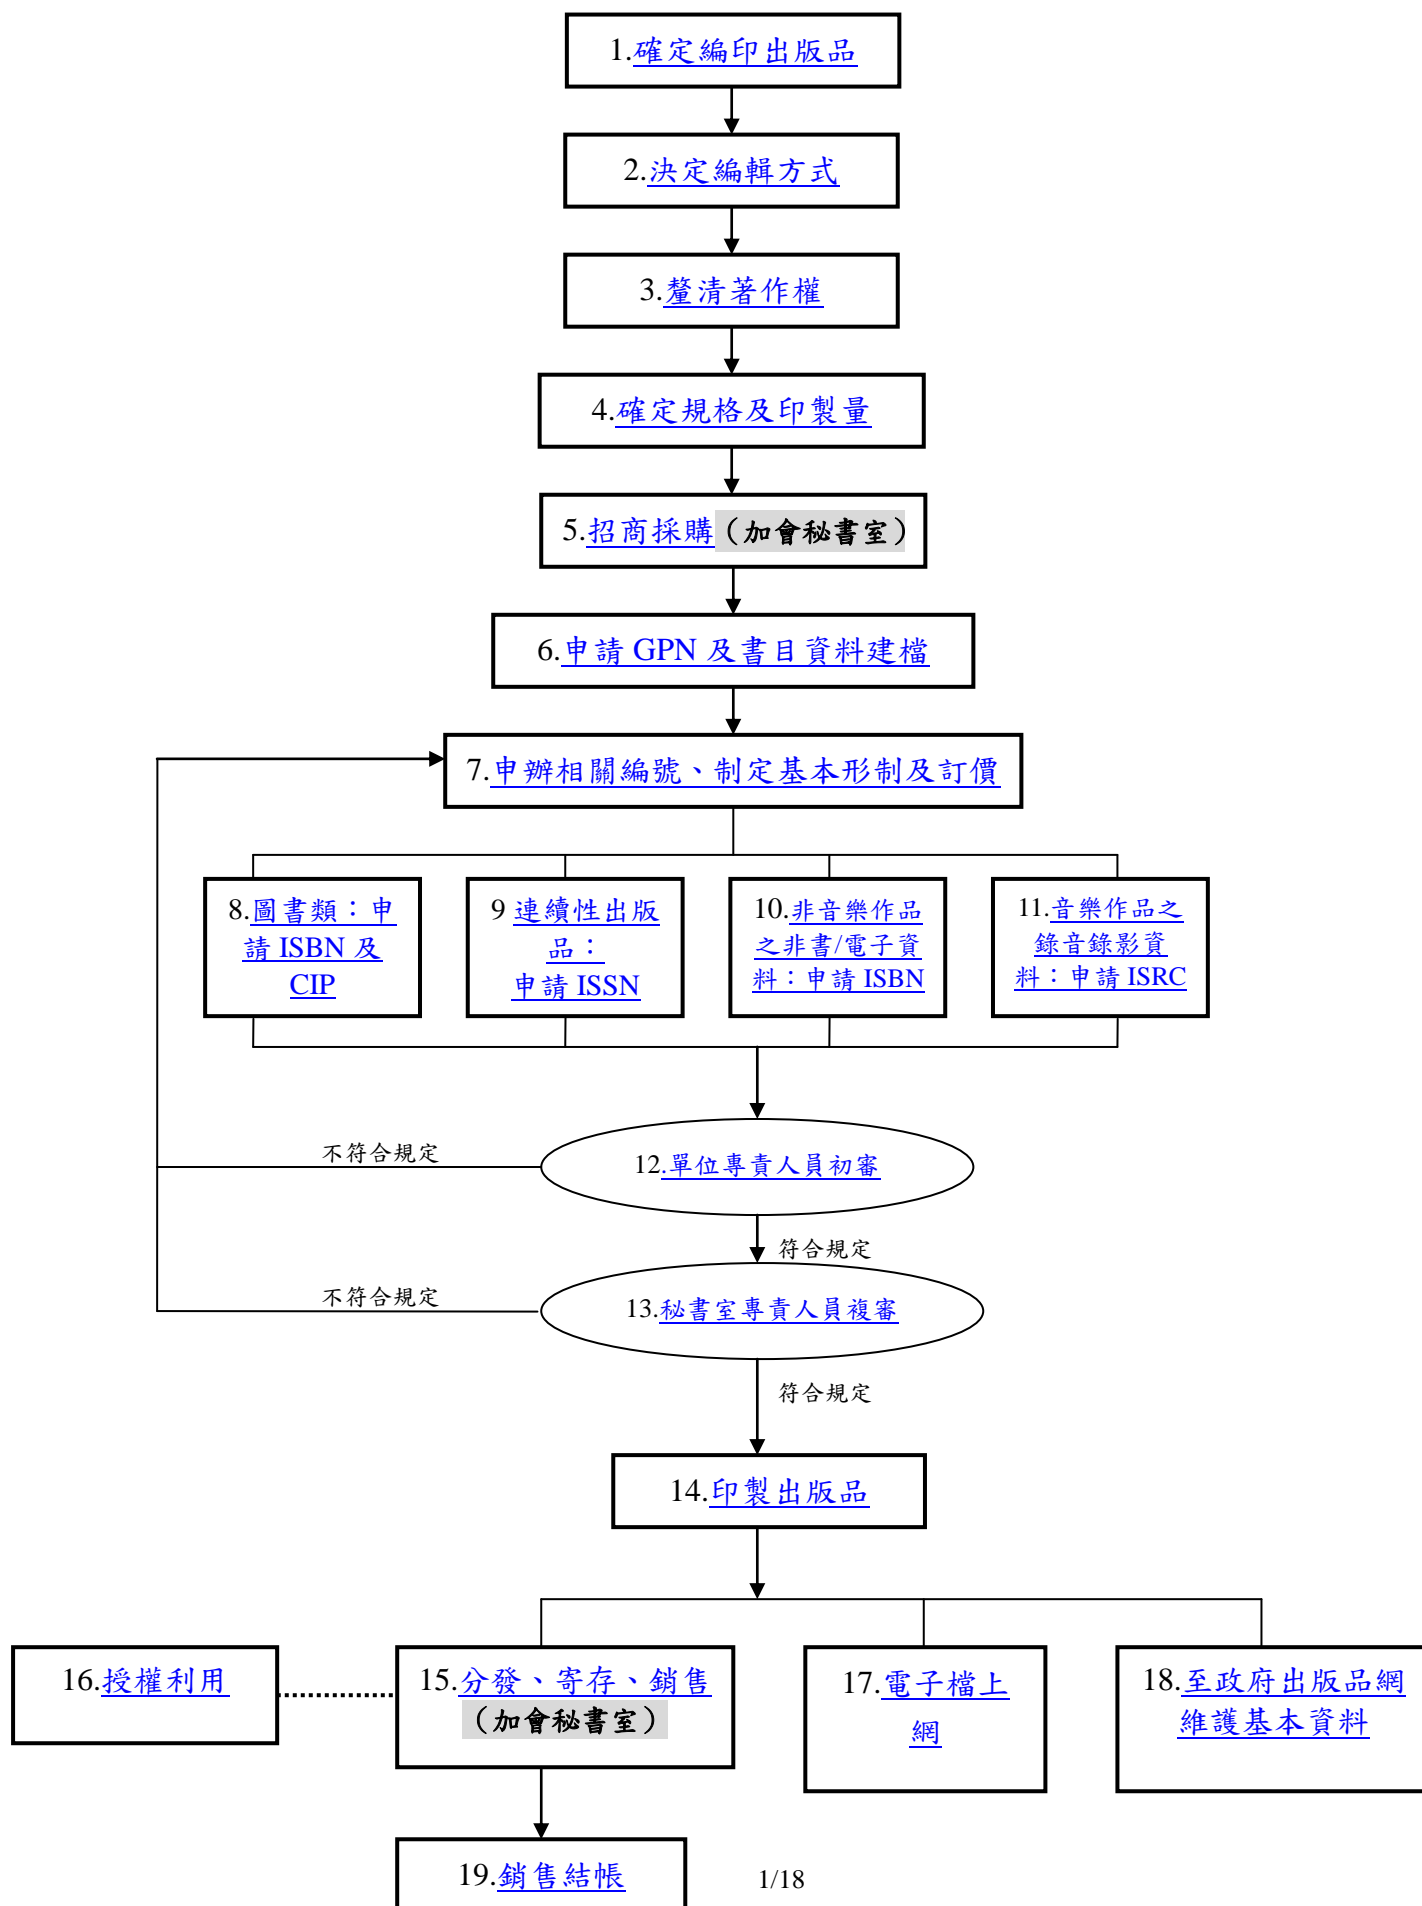 1.確定編印出版品
2.決定編輯方式
3.釐清著作權
4.確定規格及印製量
5.招商採購(加會秘書室)
6.申請 GPN 及書目資料建檔
7.申辦相關編號、制定基本形制及訂價
8.圖書類：申
請 ISBN 及
CIP
9 連續性出版
品：
申請 ISSN
10.非音樂作品
之非書/電子資
料：申請 ISBN
11.音樂作品之
錄音錄影資
料：申請 ISRC
不符合規定
12.單位專責人員初審
符合規定
不符合規定
13.秘書室專責人員複審
符合規定
14.印製出版品
16.授權利用
15.分發、寄存、銷售
(加會秘書室)
17.電子檔上
網
18.至政府出版品網
維護基本資料
19.銷售結帳
1/18